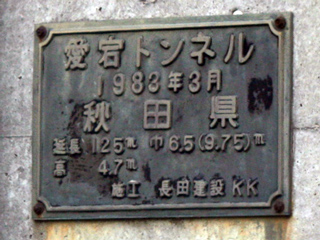 愛宕トンネル
1983年3月
秋田県
延長 125m 巾 6.5(9.75)m
高 4.7m
施工 長田建設KK